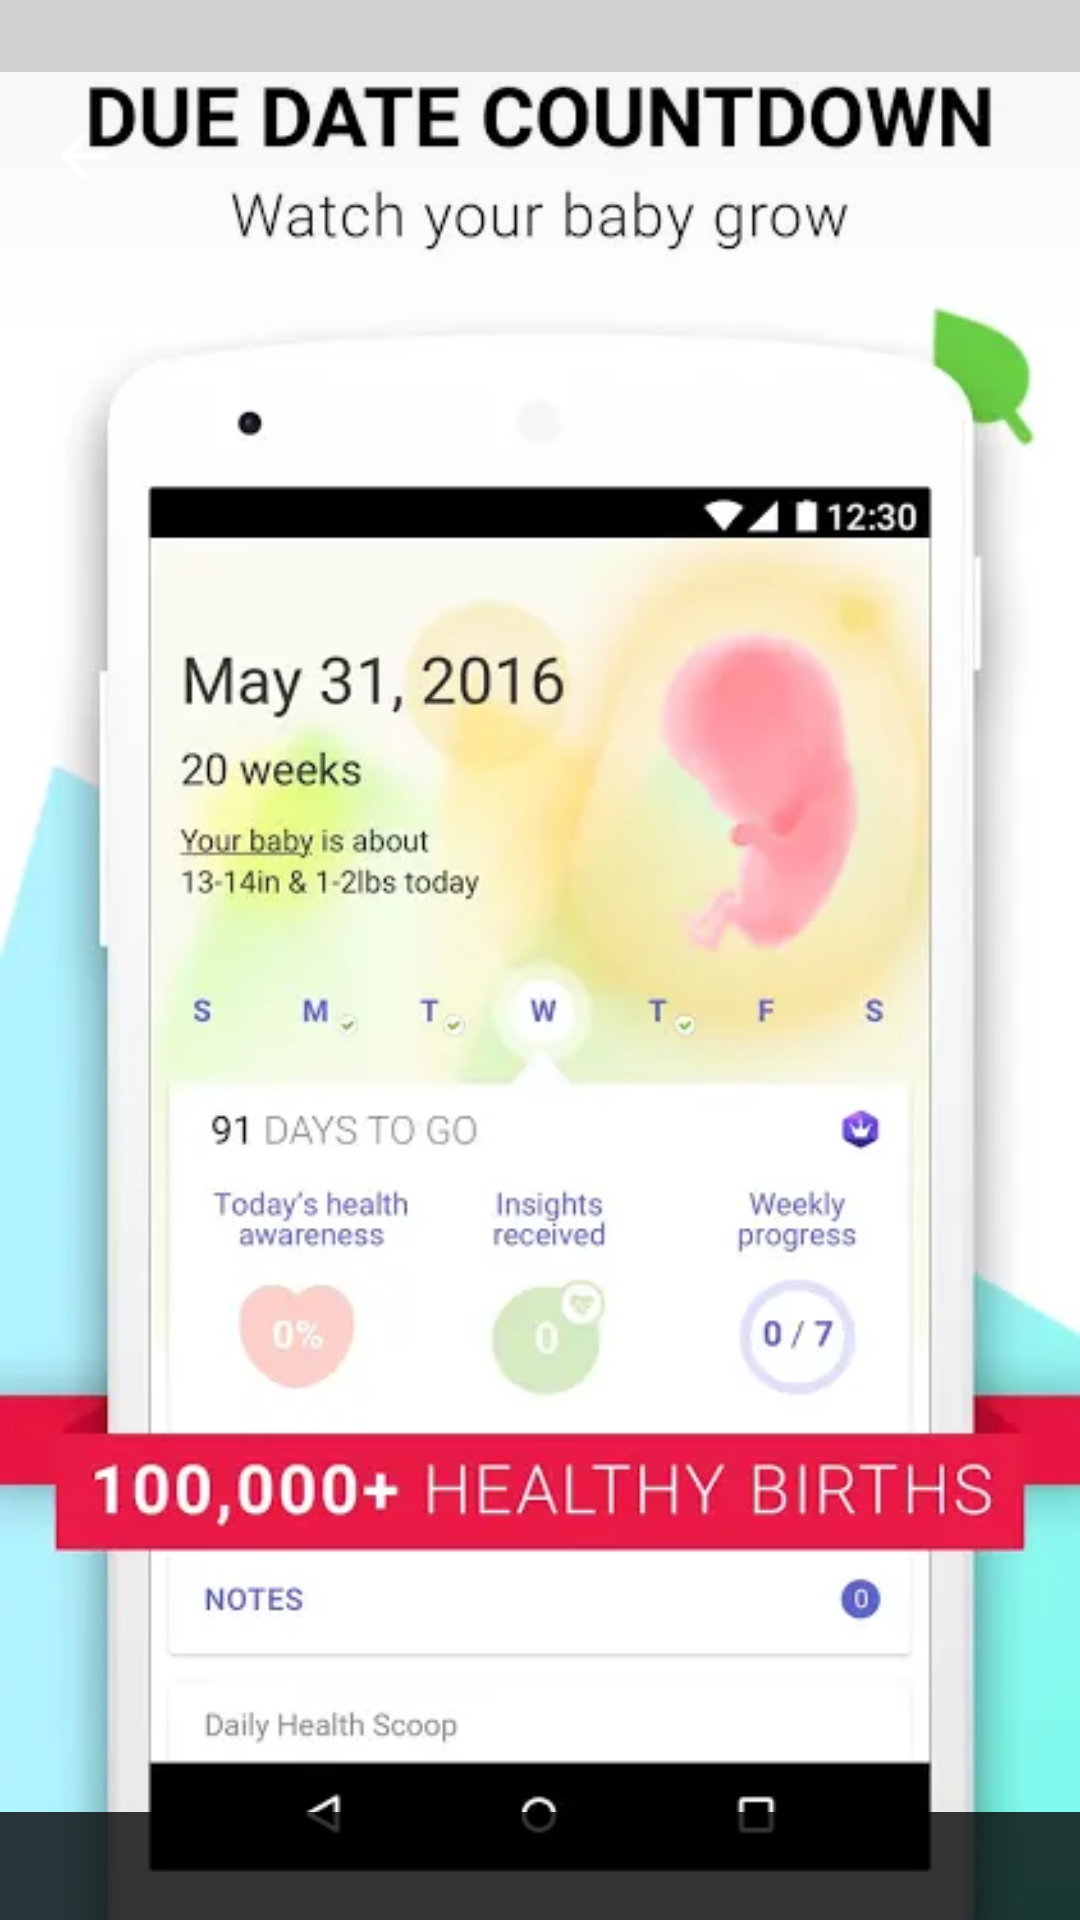 DUE DATE COUNTDOWN
Watch your baby grow
12:30
May 31, 2016
20 weeks
Your baby is about
13-14in & 1-2lbs today
S M T W T F S
91 DAYS TO GO
Today's health awareness
Insights received
Weekly progress
0%
0
0 / 7
100,000+ HEALTHY BIRTHS
NOTES 0
Daily Health Scoop